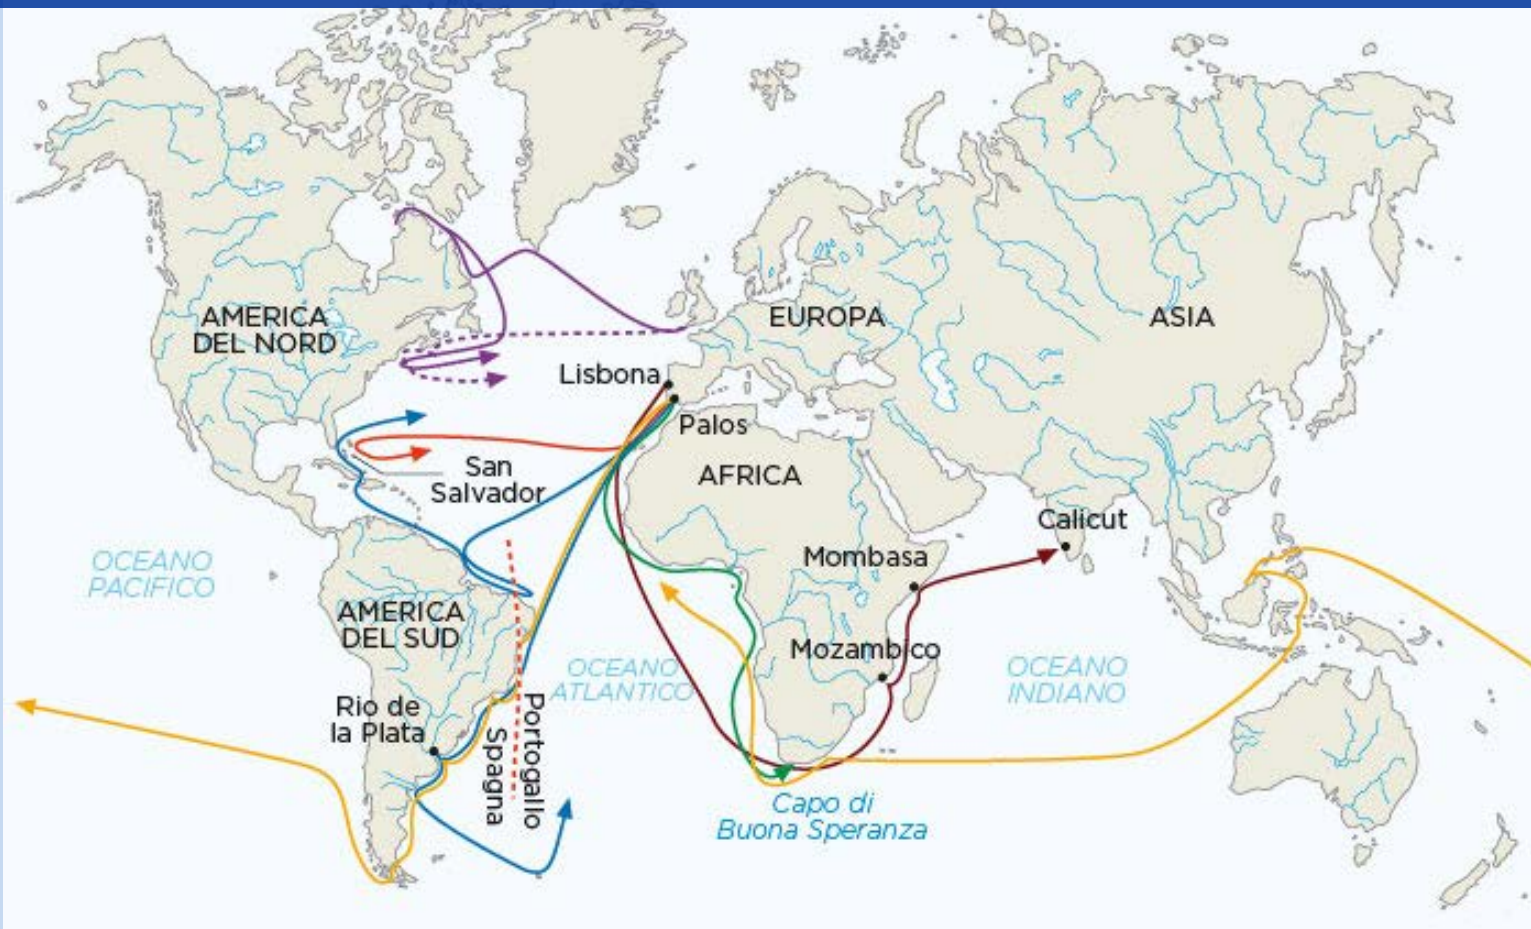 AMERICA
DEL NORD
EUROPA
ASIA
Lisbona
Palos
San
Salvador
AFRICA
Calicut
Mombasa
OCEANO
PACIFICO
AMERICA
DEL SUD
Mozambico
OCEANO
ATLANTICO
OCEANO
INDIANO
Rio de
la Plata
Portogallo
Spagna
Capo di
Buona Speranza